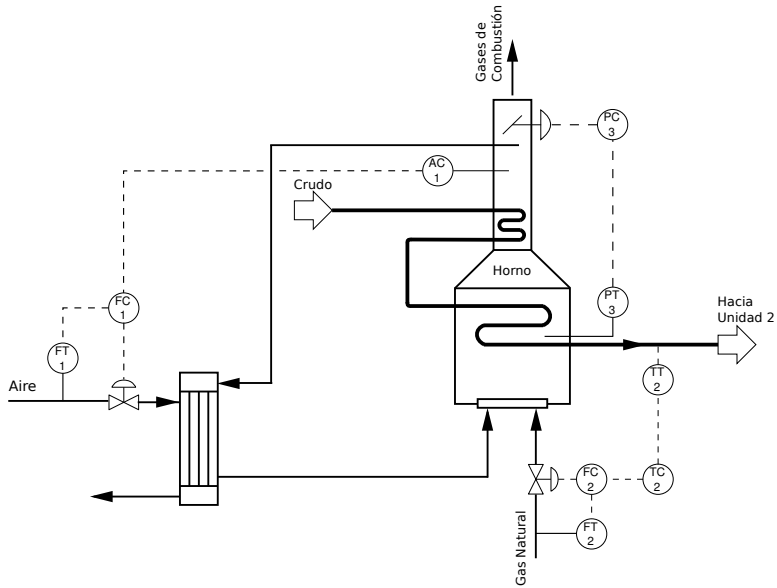 Gases de
Combustión
PC
3
AC
1
Crudo
Horno
PT
3
FC
1
Hacia
Unidad 2
FT
1
Aire
TT
2
FC
2
TC
2
FT
2
Gas Natural